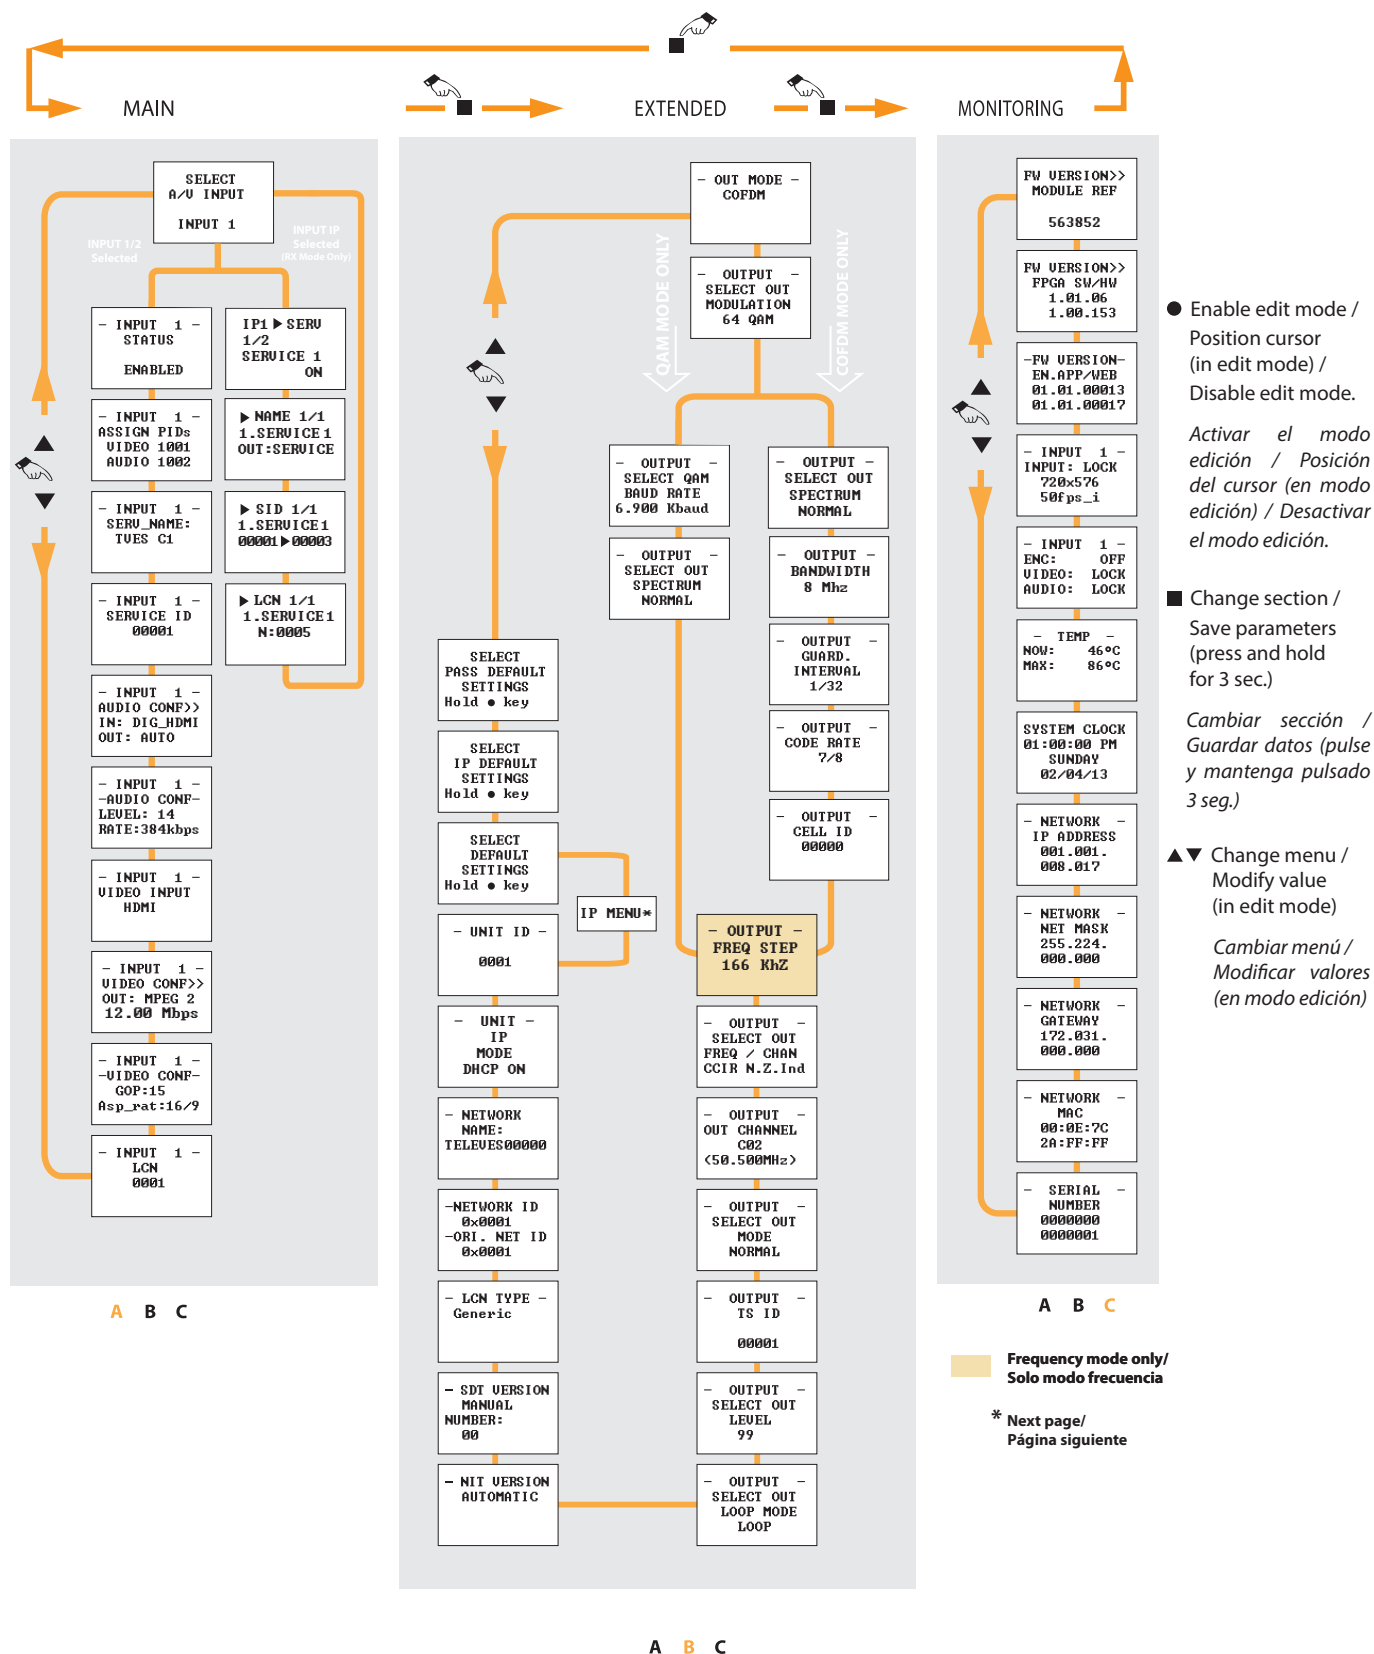 MAIN
EXTENDED
MONITORING
SELECT
A/V INPUT
INPUT 1
INPUT 1/2
Selected
INPUT IP
Selected
(RX Mode Only)
- INPUT 1 -
STATUS
ENABLED
- INPUT 1 -
ASSIGN PIDs
VIDEO 1001
AUDIO 1002
- INPUT 1 -
SERV_NAME:
TVES C1
- INPUT 1 -
SERVICE ID
00001
- INPUT 1 -
AUDIO CONF>>
IN: DIG_HDMI
OUT: AUTO
- INPUT 1 -
-AUDIO CONF-
LEVEL: 14
RATE:384kbps
- INPUT 1 -
VIDEO INPUT
HDMI
- INPUT 1 -
VIDEO CONF>>
OUT: MPEG 2
12.00 Mbps
- INPUT 1 -
-VIDEO CONF-
GOP:15
Asp_rat:16/9
- INPUT 1 -
LCN
0001
IP1▶SERV
1/2
SERVICE 1
ON
▶NAME 1/1
1.SERVICE1
OUT:SERVICE
▶SID 1/1
1.SERVICE1
00001▶00003
▶LCN 1/1
1.SERVICE1
N:0005
A B C
- OUT MODE -
COFDM
- OUTPUT -
SELECT OUT
MODULATION
64 QAM
QAM MODE ONLY
COFDM MODE ONLY
- OUTPUT -
SELECT QAM
BAUD RATE
6.900 Kbaud
- OUTPUT -
SELECT OUT
SPECTRUM
NORMAL
- OUTPUT -
SELECT OUT
SPECTRUM
NORMAL
- OUTPUT -
BANDWIDTH
8 Mhz
- OUTPUT -
GUARD.
INTERVAL
1/32
- OUTPUT -
CODE RATE
7/8
- OUTPUT -
CELL ID
00000
- OUTPUT -
FREQ STEP
166 KhZ
- OUTPUT -
SELECT OUT
FREQ / CHAN
CCIR N.Z.Ind
- OUTPUT -
OUT CHANNEL
C02
(50.500MHz)
- OUTPUT -
SELECT OUT
MODE
NORMAL
- OUTPUT -
TS ID
00001
- OUTPUT -
SELECT OUT
LEVEL
99
- OUTPUT -
SELECT OUT
LOOP MODE
LOOP
SELECT
PASS DEFAULT
SETTINGS
Hold ● key
SELECT
IP DEFAULT
SETTINGS
Hold ● key
SELECT
DEFAULT
SETTINGS
Hold ● key
IP MENU*
- UNIT ID -
0001
- UNIT -
IP
MODE
DHCP ON
- NETWORK
NAME:
TELEVES00000
-NETWORK ID
0x0001
-ORI. NET ID
0x0001
- LCN TYPE -
Generic
- SDT VERSION
MANUAL
NUMBER:
00
- NIT VERSION
AUTOMATIC
A B C
FW VERSION>>
MODULE REF
563852
FW VERSION>>
FPGA SW/HW
1.01.06
1.00.153
-FW VERSION-
EN.APP/WEB
01.01.00013
01.01.00017
- INPUT 1 -
INPUT: LOCK
720x576
50fps_i
- INPUT 1 -
ENC: OFF
VIDEO: LOCK
AUDIO: LOCK
- TEMP -
NOW: 46ºC
MAX: 86ºC
SYSTEM CLOCK
01:00:00 PM
SUNDAY
02/04/13
- NETWORK -
IP ADDRESS
001.001.
008.017
- NETWORK -
NET MASK
255.224.
000.000
- NETWORK -
GATEWAY
172.031.
000.000
- NETWORK -
MAC
00:0E:7C
2A:FF:FF
- SERIAL -
NUMBER
0000000
0000001
A B C
Frequency mode only/
Solo modo frecuencia
* Next page/
Página siguiente
● Enable edit mode /
Position cursor
(in edit mode) /
Disable edit mode.
Activar el modo
edición / Posición
del cursor (en modo
edición) / Desactivar
el modo edición.
■ Change section /
Save parameters
(press and hold
for 3 sec.)
Cambiar sección /
Guardar datos (pulse
y mantenga pulsado
3 seg.)
▲▼ Change menu /
Modify value
(in edit mode)
Cambiar menú /
Modificar valores
(en modo edición)